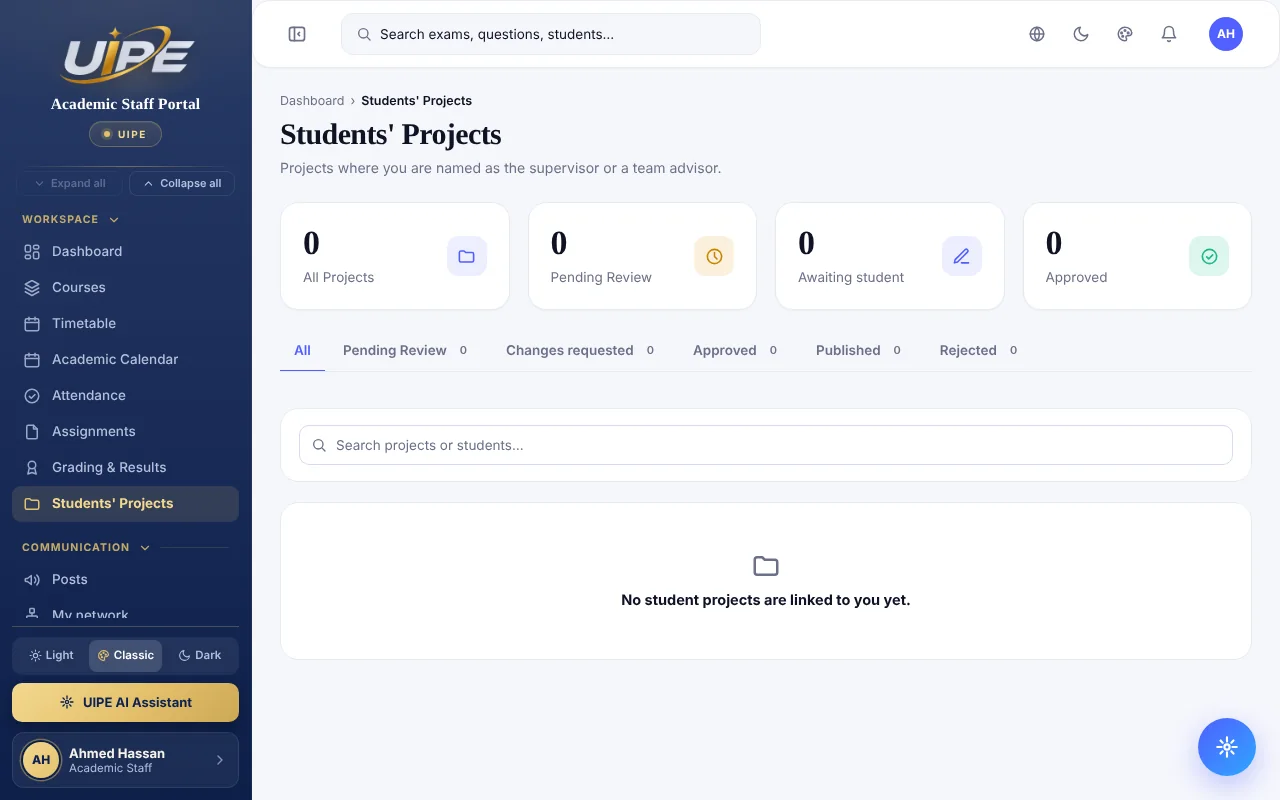 UIPE
Academic Staff Portal
UIPE
Expand all
Collapse all
WORKSPACE
Dashboard
Courses
Timetable
Academic Calendar
Attendance
Assignments
Grading & Results
Students' Projects
COMMUNICATION
Posts
My network
Light
Classic
Dark
UIPE AI Assistant
AH
Ahmed Hassan
Academic Staff
Search exams, questions, students...
AH
Dashboard › Students' Projects
Students' Projects
Projects where you are named as the supervisor or a team advisor.
0
All Projects
0
Pending Review
0
Awaiting student
0
Approved
All
Pending Review 0
Changes requested 0
Approved 0
Published 0
Rejected 0
Search projects or students...
No student projects are linked to you yet.